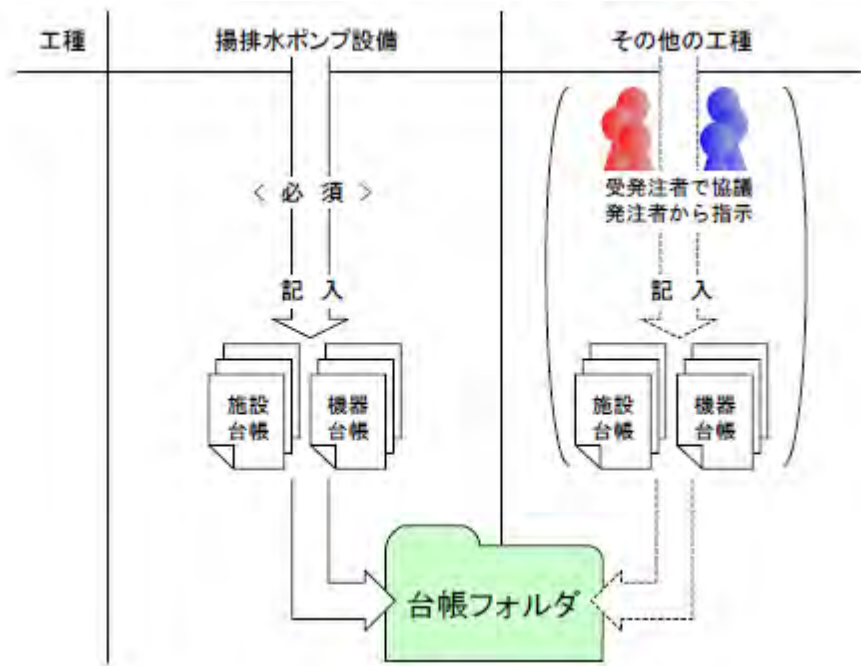 工種
揚排水ポンプ設備
その他の工種
< 必 須 >
受発注者で協議
発注者から指示
記 入
記 入
施設
台帳
機器
台帳
施設
台帳
機器
台帳
台帳フォルダ